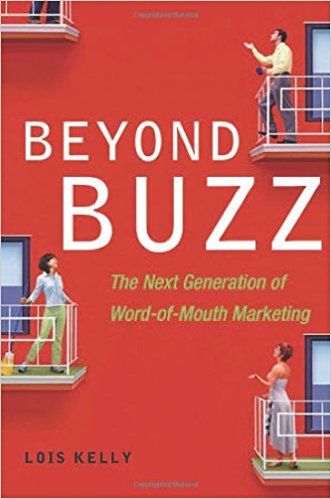 BEYOND
BUZZ
The Next Generation of
Word-of-Mouth Marketing
LOIS KELLY